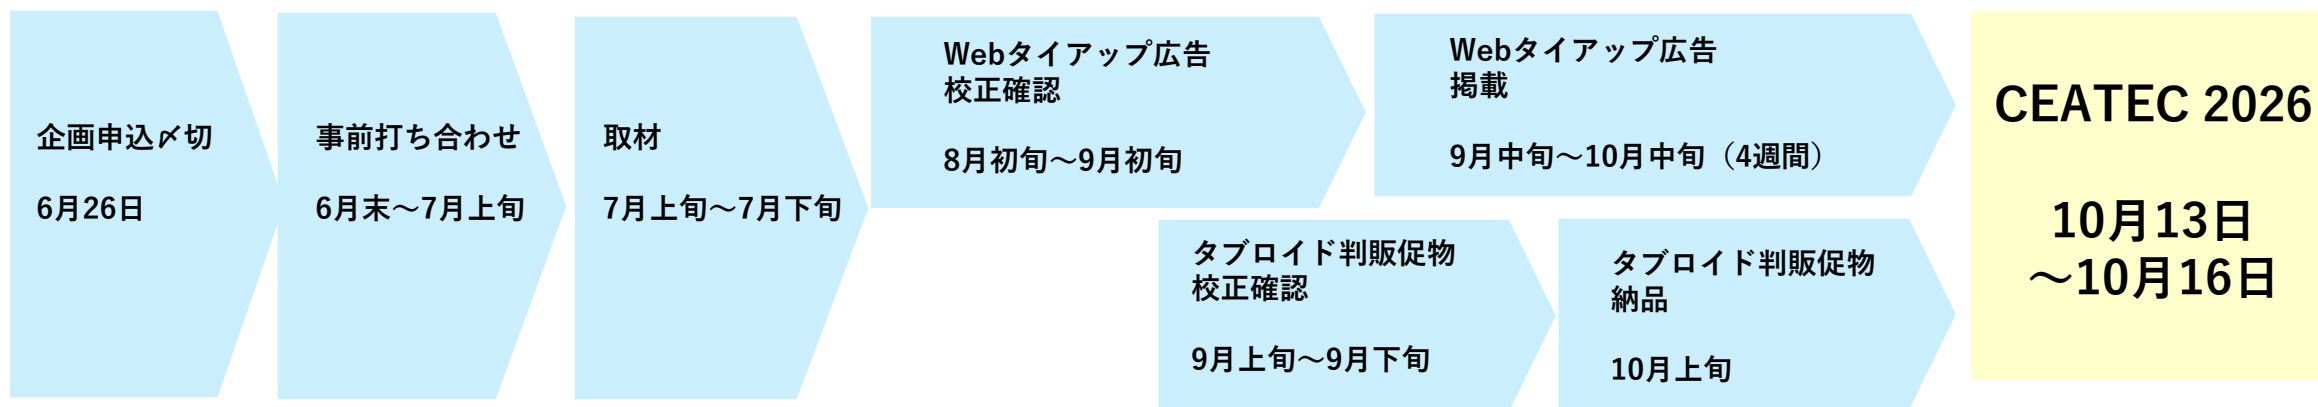 企画申込〆切
6月26日
事前打ち合わせ
6月末～7月上旬
取材
7月上旬～7月下旬
Webタイアップ広告
校正確認
8月初旬～9月初旬
Webタイアップ広告
掲載
9月中旬～10月中旬（4週間）
タブロイド判販促物
校正確認
9月上旬～9月下旬
タブロイド判販促物
納品
10月上旬
CEATEC 2026
10月13日
～10月16日